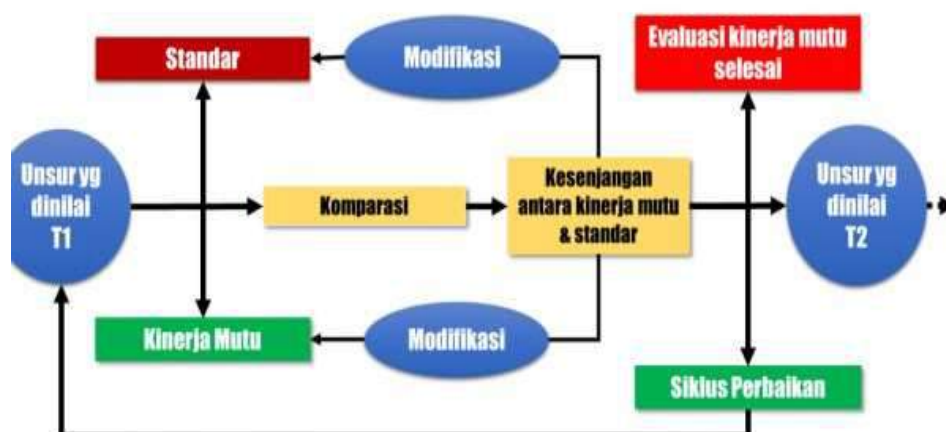 Standar
Modifikasi
Evaluasi kinerja mutu
selesai
Unsur yg
dinilai
T1
Komparasi
Kesenjangan
antara kinerja mutu
& standar
Unsur yg
dinilai
T2
Kinerja Mutu
Modifikasi
Siklus Perbaikan